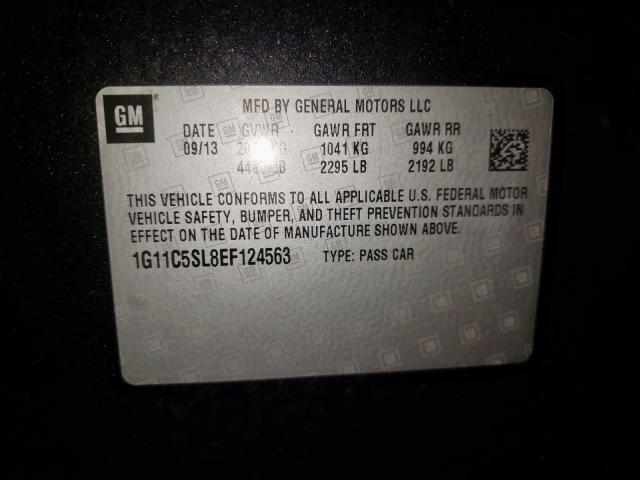 GM
MFD BY GENERAL MOTORS LLC
DATE GVWR GAWR FRT GAWR RR
09/13 KG 1041 KG 994 KG
LB 2295 LB 2192 LB
THIS VEHICLE CONFORMS TO ALL APPLICABLE U.S. FEDERAL MOTOR
VEHICLE SAFETY, BUMPER, AND THEFT PREVENTION STANDARDS IN
EFFECT ON THE DATE OF MANUFACTURE SHOWN ABOVE.
1G11C5SL8EF124563 TYPE: PASS CAR